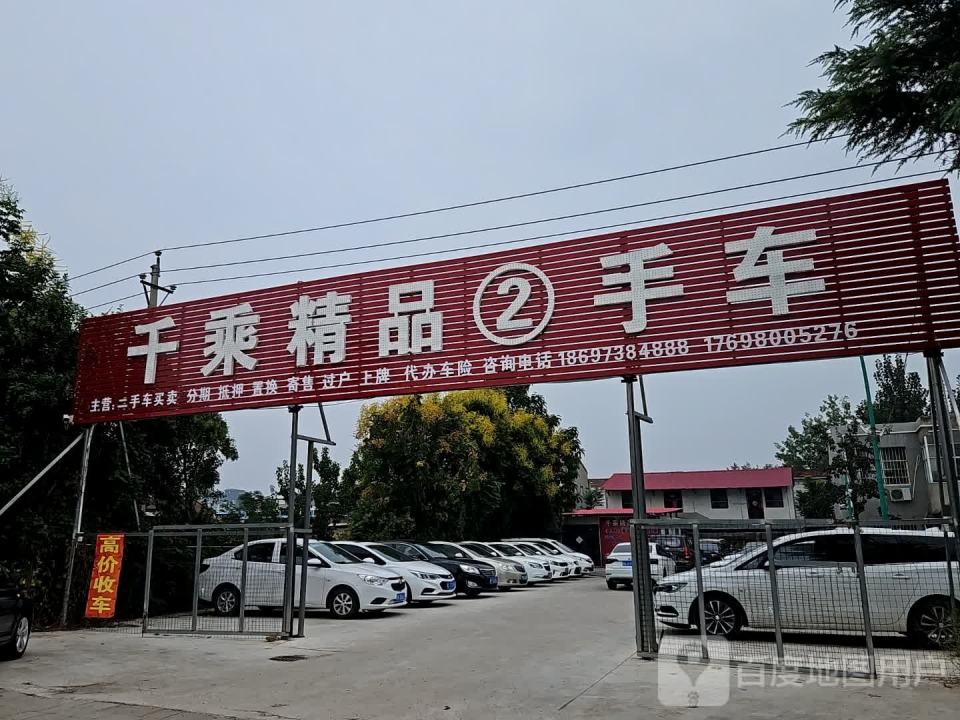 千乘精品②手车
主营:二手车买卖 分期 抵押 置换 寄售 过户 上牌 代办车险 咨询电话 18697384888 17698005276
高价收车
百度地图用户